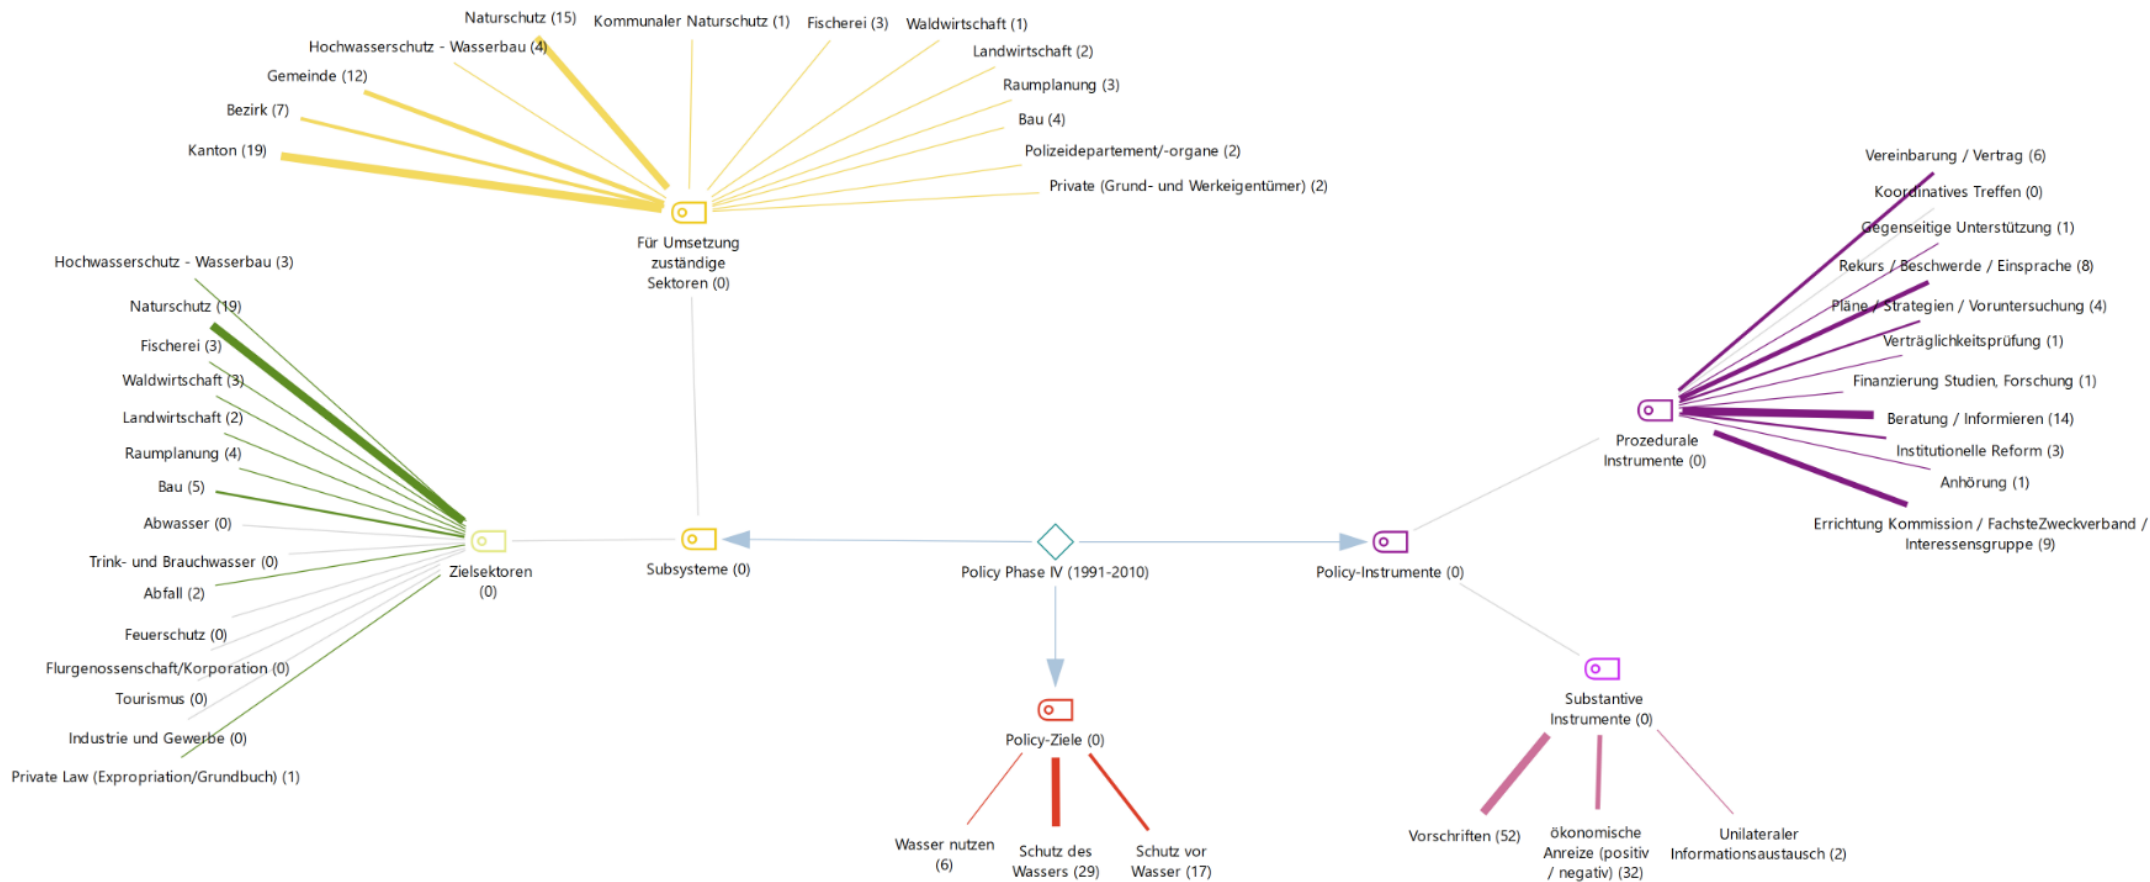 Naturschutz (15)
Kommunaler Naturschutz (1)
Fischerei (3)
Waldwirtschaft (1)
Hochwasserschutz - Wasserbau (4)
Landwirtschaft (2)
Gemeinde (12)
Raumplanung (3)
Bezirk (7)
Bau (4)
Kanton (19)
Polizeidepartement/-organe (2)
Private (Grund- und Werkeigentümer) (2)
Für Umsetzung
zuständige
Sektoren (0)
Hochwasserschutz - Wasserbau (3)
Naturschutz (19)
Fischerei (3)
Waldwirtschaft (3)
Landwirtschaft (2)
Raumplanung (4)
Bau (5)
Abwasser (0)
Trink- und Brauchwasser (0)
Abfall (2)
Feuerschutz (0)
Flurgenossenschaft/Korporation (0)
Tourismus (0)
Industrie und Gewerbe (0)
Private Law (Expropriation/Grundbuch) (1)
Zielsektoren
(0)
Subsysteme (0)
Policy Phase IV (1991-2010)
Policy-Instrumente (0)
Vereinbarung / Vertrag (6)
Koordinatives Treffen (0)
Gegenseitige Unterstützung (1)
Rekurs / Beschwerde / Einsprache (8)
Pläne / Strategien / Voruntersuchung (4)
Verträglichkeitsprüfung (1)
Finanzierung Studien, Forschung (1)
Beratung / Informieren (14)
Institutionelle Reform (3)
Anhörung (1)
Errichtung Kommission / FachsteZweckverband /
Interessensgruppe (9)
Prozedurale
Instrumente (0)
Substantive
Instrumente (0)
Policy-Ziele (0)
Wasser nutzen
(6)
Schutz des
Wassers (29)
Schutz vor
Wasser (17)
Vorschriften (52)
ökonomische
Anreize (positiv
/ negativ) (32)
Unilateraler
Informationsaustausch (2)